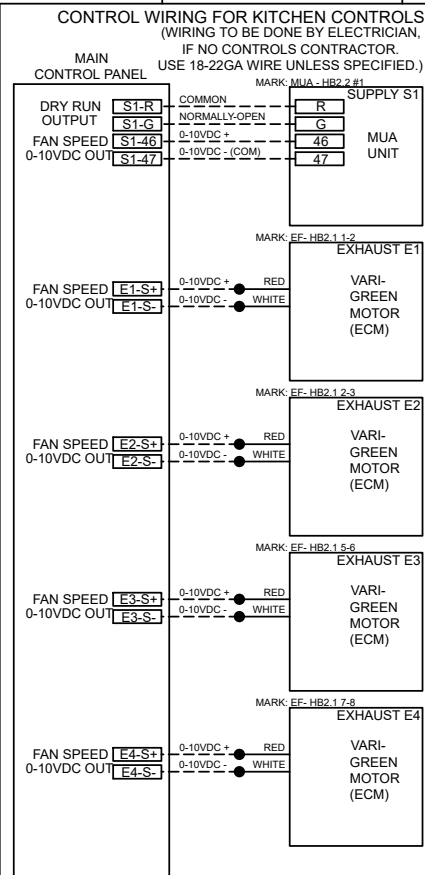 CONTROL WIRING FOR KITCHEN CONTROLS
(WIRING TO BE DONE BY ELECTRICIAN,
IF NO CONTROLS CONTRACTOR.
USE 18-22GA WIRE UNLESS SPECIFIED.)
MAIN
CONTROL PANEL
MARK: MUA - HB2.2 #1
SUPPLY S1
DRY RUN
OUTPUT
S1-R
COMMON
R
S1-G
NORMALLY-OPEN
G
FAN SPEED
0-10VDC OUT
S1-46
0-10VDC +
46
S1-47
0-10VDC - (COM)
47
MUA
UNIT
MARK: EF- HB2.1 1-2
EXHAUST E1
FAN SPEED
0-10VDC OUT
E1-S+
0-10VDC +
RED
E1-S-
0-10VDC -
WHITE
VARI-
GREEN
MOTOR
(ECM)
MARK: EF- HB2.1 2-3
EXHAUST E2
FAN SPEED
0-10VDC OUT
E2-S+
0-10VDC +
RED
E2-S-
0-10VDC -
WHITE
VARI-
GREEN
MOTOR
(ECM)
MARK: EF- HB2.1 5-6
EXHAUST E3
FAN SPEED
0-10VDC OUT
E3-S+
0-10VDC +
RED
E3-S-
0-10VDC -
WHITE
VARI-
GREEN
MOTOR
(ECM)
MARK: EF- HB2.1 7-8
EXHAUST E4
FAN SPEED
0-10VDC OUT
E4-S+
0-10VDC +
RED
E4-S-
0-10VDC -
WHITE
VARI-
GREEN
MOTOR
(ECM)